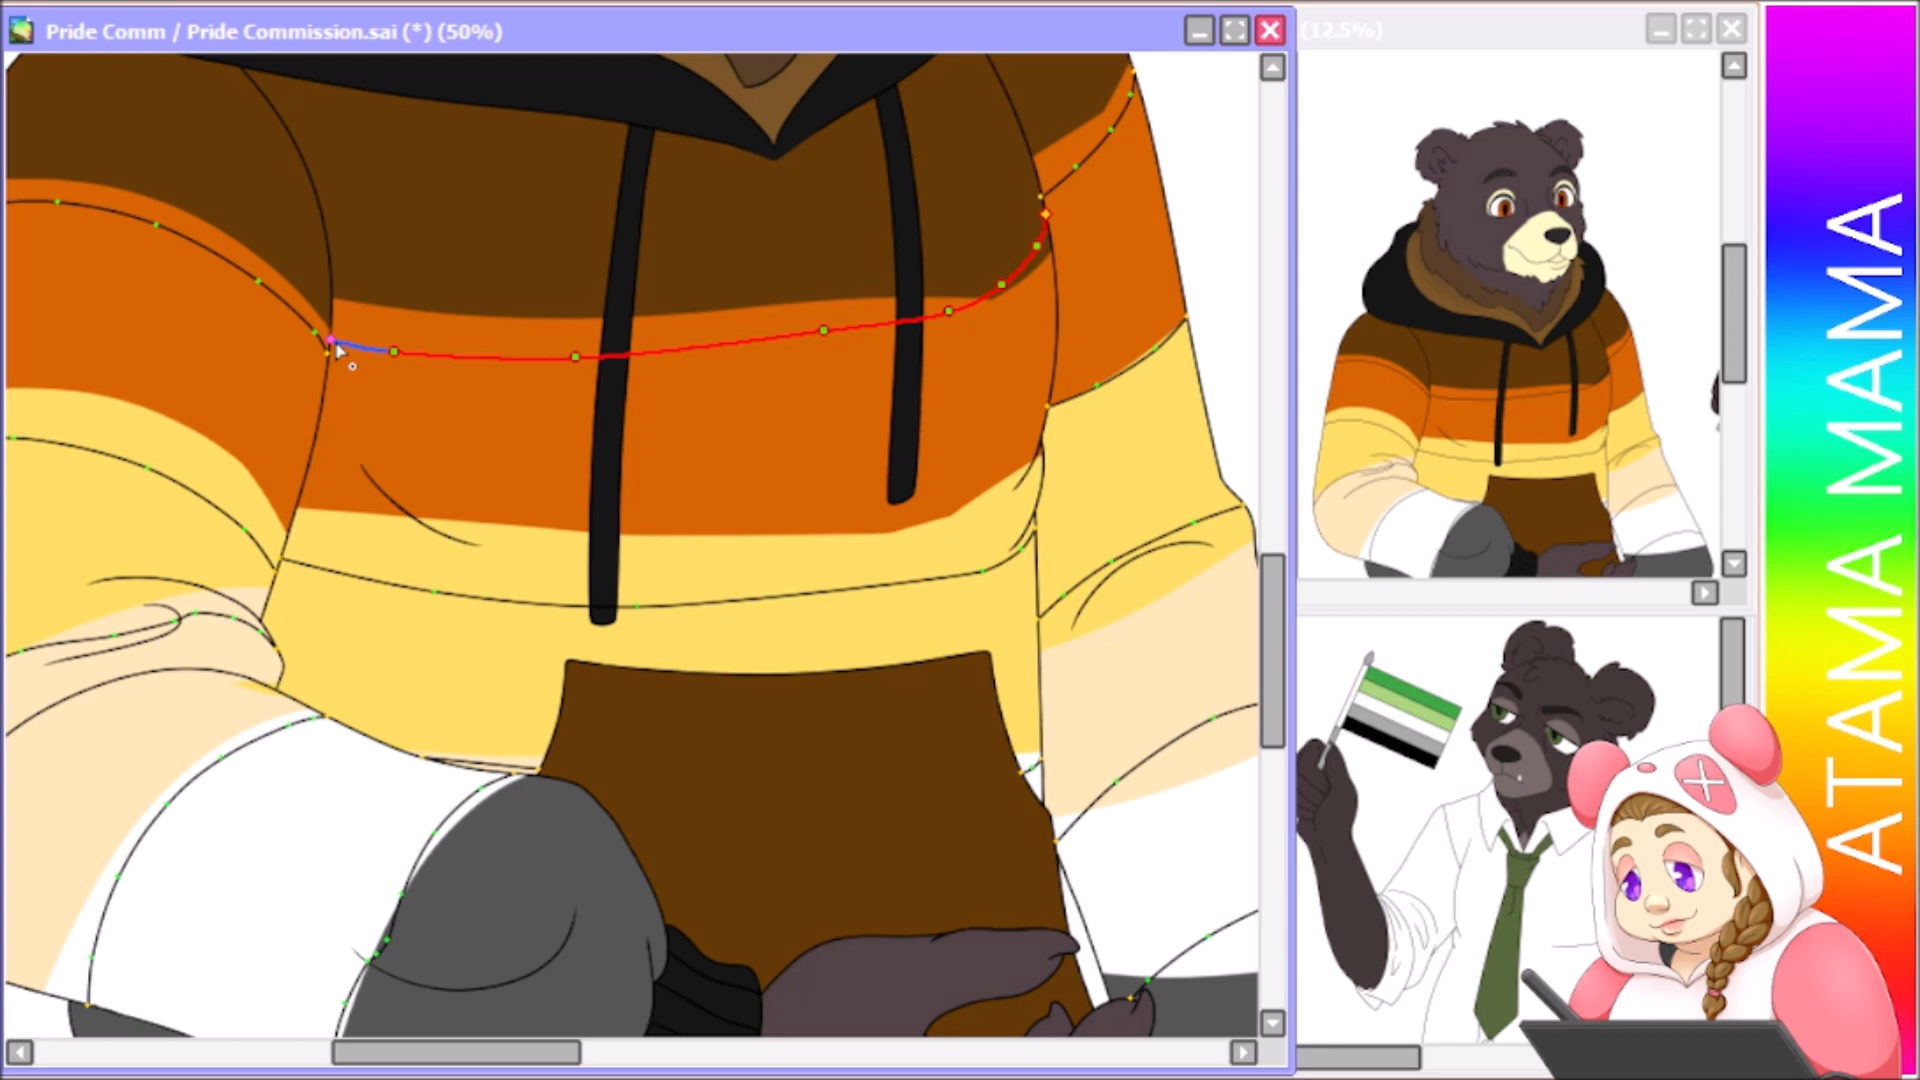 Pride Comm / Pride Commission.sai (*) (50%)
(12.5%)
ATAMA MAMA